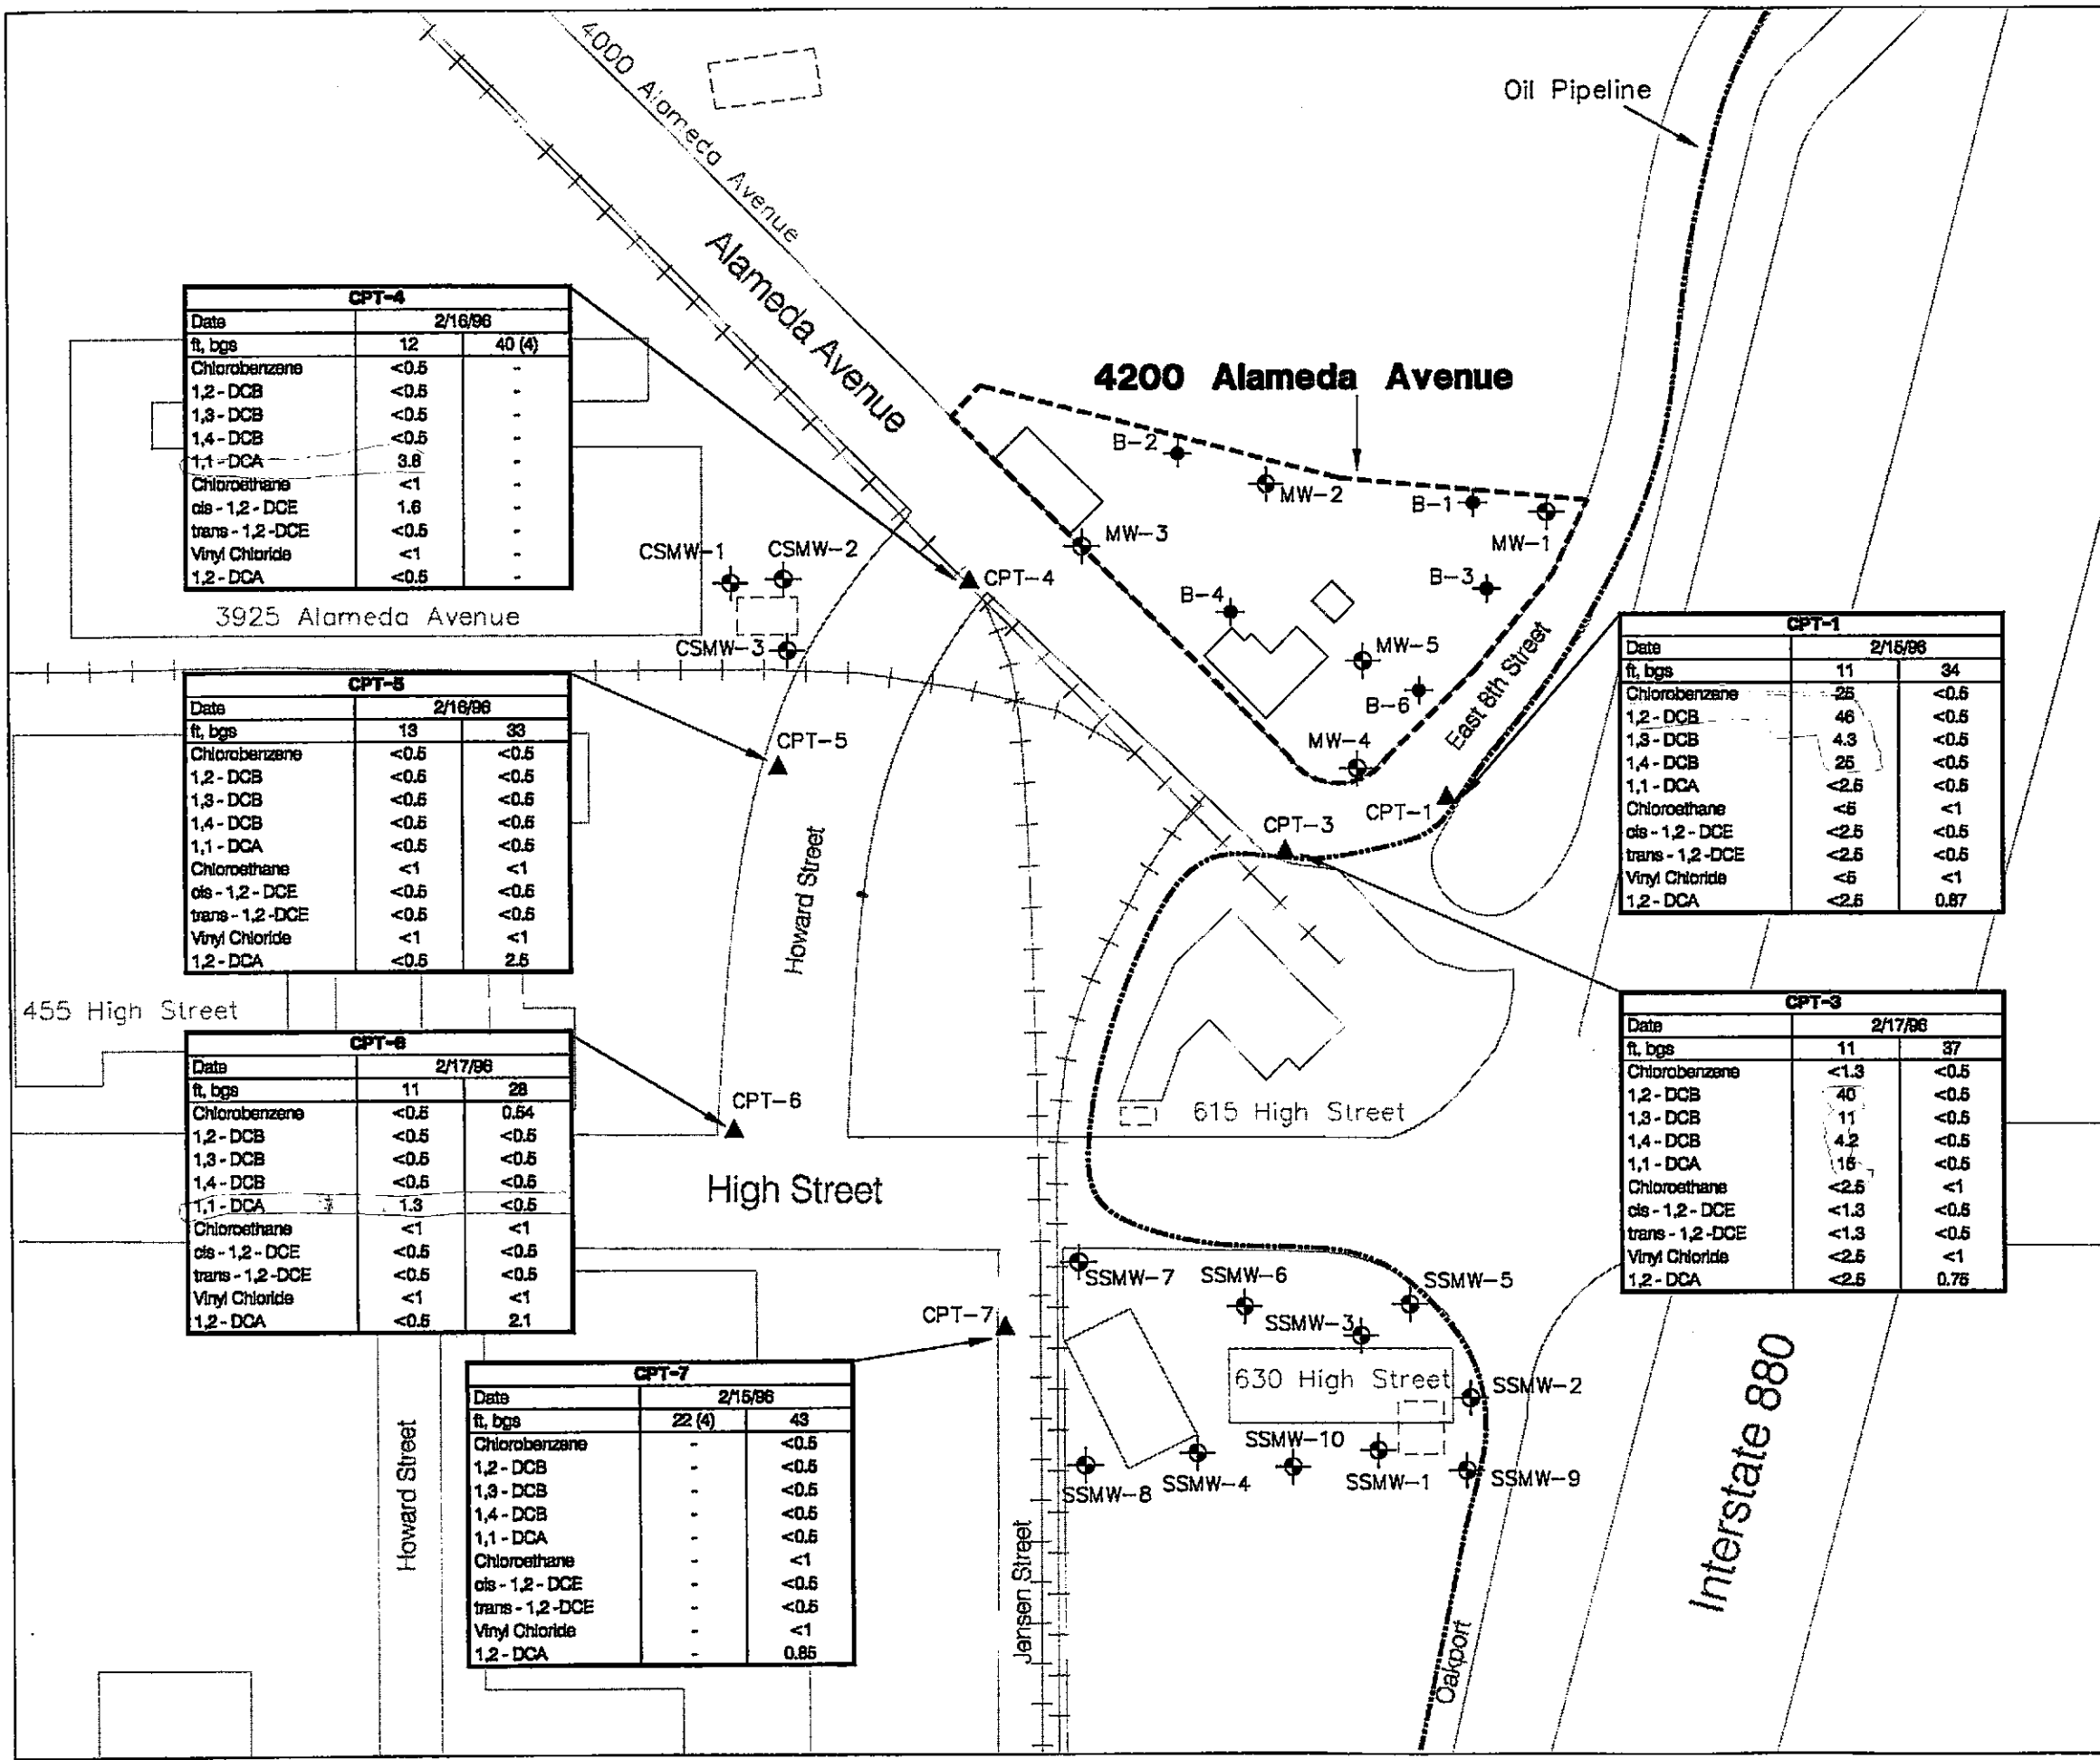 4000 Alameda Avenue
Oil Pipeline
Alameda Avenue
4200 Alameda Avenue
CPT-4
Date 2/16/96
ft, bgs 12 40 (4)
Chlorobenzene <0.5 -
1,2-DCB <0.5 -
1,3-DCB <0.5 -
1,4-DCB <0.5 -
1,1-DCA 3.8 -
Chloroethane <1 -
cis-1,2-DCE 1.6 -
trans-1,2-DCE <0.5 -
Vinyl Chloride <1 -
1,2-DCA <0.5 -
3925 Alameda Avenue
B-2
MW-2
B-1
MW-1
MW-3
CSMW-1
CSMW-2
CPT-4
B-3
B-4
CSMW-3
MW-5
B-6
East 8th Street
MW-4
CPT-1
Date 2/15/96
ft, bgs 11 34
Chlorobenzene 25 <0.5
1,2-DCB 46 <0.5
1,3-DCB 4.3 <0.5
1,4-DCB 25 <0.5
1,1-DCA <2.5 <0.5
Chloroethane <5 <1
cis-1,2-DCE <2.5 <0.5
trans-1,2-DCE <2.5 <0.5
Vinyl Chloride <5 <1
1,2-DCA <2.5 0.87
CPT-5
Date 2/16/96
ft, bgs 13 33
Chlorobenzene <0.5 <0.5
1,2-DCB <0.5 <0.5
1,3-DCB <0.5 <0.5
1,4-DCB <0.5 <0.5
1,1-DCA <0.5 <0.5
Chloroethane <1 <1
cis-1,2-DCE <0.5 <0.5
trans-1,2-DCE <0.5 <0.5
Vinyl Chloride <1 <1
1,2-DCA <0.5 2.5
CPT-5
CPT-1
CPT-3
Howard Street
455 High Street
CPT-3
Date 2/17/96
ft, bgs 11 37
Chlorobenzene <1.3 <0.5
1,2-DCB 40 <0.5
1,3-DCB 11 <0.5
1,4-DCB 4.2 <0.5
1,1-DCA 15 <0.5
Chloroethane <2.5 <1
cis-1,2-DCE <1.3 <0.5
trans-1,2-DCE <1.3 <0.5
Vinyl Chloride <2.5 <1
1,2-DCA <2.5 0.75
CPT-6
Date 2/17/96
ft, bgs 11 28
Chlorobenzene <0.5 0.54
1,2-DCB <0.5 <0.5
1,3-DCB <0.5 <0.5
1,4-DCB <0.5 <0.5
1,1-DCA 1.3 <0.5
Chloroethane <1 <1
cis-1,2-DCE <0.5 <0.5
trans-1,2-DCE <0.5 <0.5
Vinyl Chloride <1 <1
1,2-DCA <0.5 2.1
CPT-6
615 High Street
High Street
SSMW-7
SSMW-6
SSMW-5
SSMW-3
CPT-7
630 High Street
SSMW-2
CPT-7
Date 2/15/96
ft, bgs 22 (4) 43
Chlorobenzene - <0.5
1,2-DCB - <0.5
1,3-DCB - <0.5
1,4-DCB - <0.5
1,1-DCA - <0.5
Chloroethane - <1
cis-1,2-DCE - <0.5
trans-1,2-DCE - <0.5
Vinyl Chloride - <1
1,2-DCA - 0.85
SSMW-10
SSMW-8
SSMW-4
SSMW-1
SSMW-9
Howard Street
Jensen Street
Oakport
Interstate 880